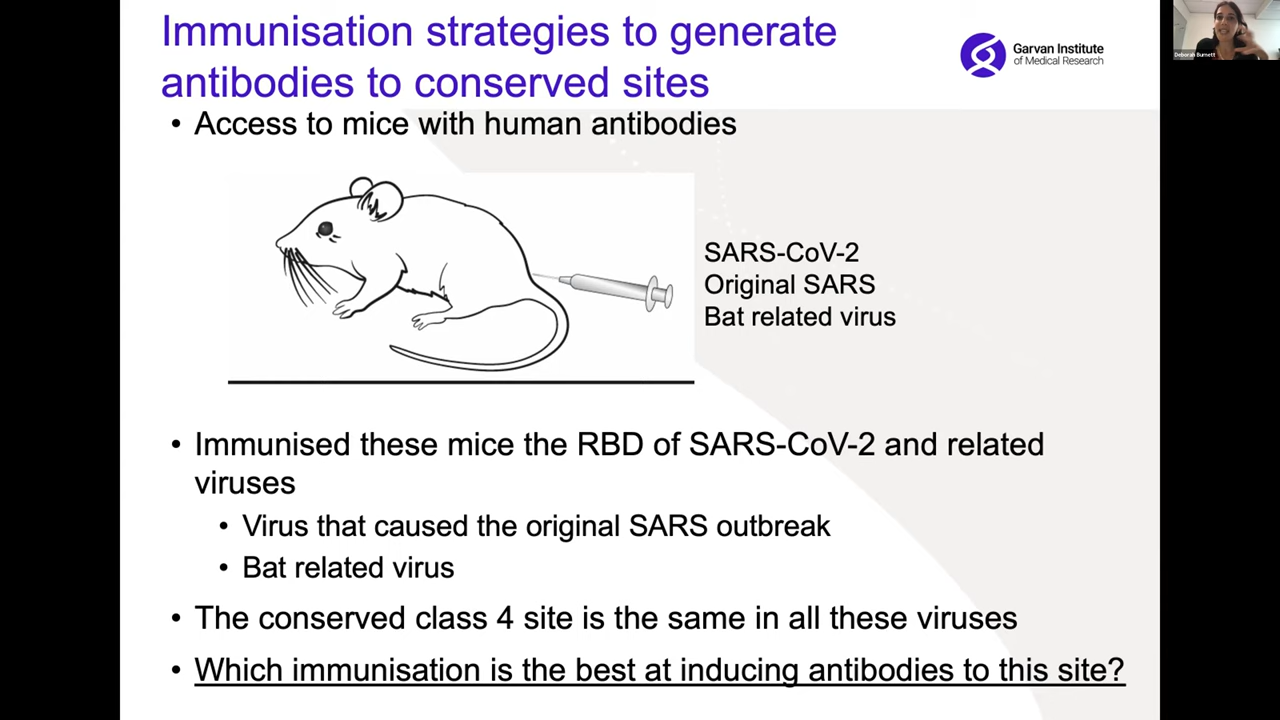 Immunisation strategies to generate
antibodies to conserved sites
Garvan Institute
of Medical Research
Deborah Burnett
• Access to mice with human antibodies
SARS-CoV-2
Original SARS
Bat related virus
• Immunised these mice the RBD of SARS-CoV-2 and related
viruses
• Virus that caused the original SARS outbreak
• Bat related virus
• The conserved class 4 site is the same in all these viruses
• Which immunisation is the best at inducing antibodies to this site?